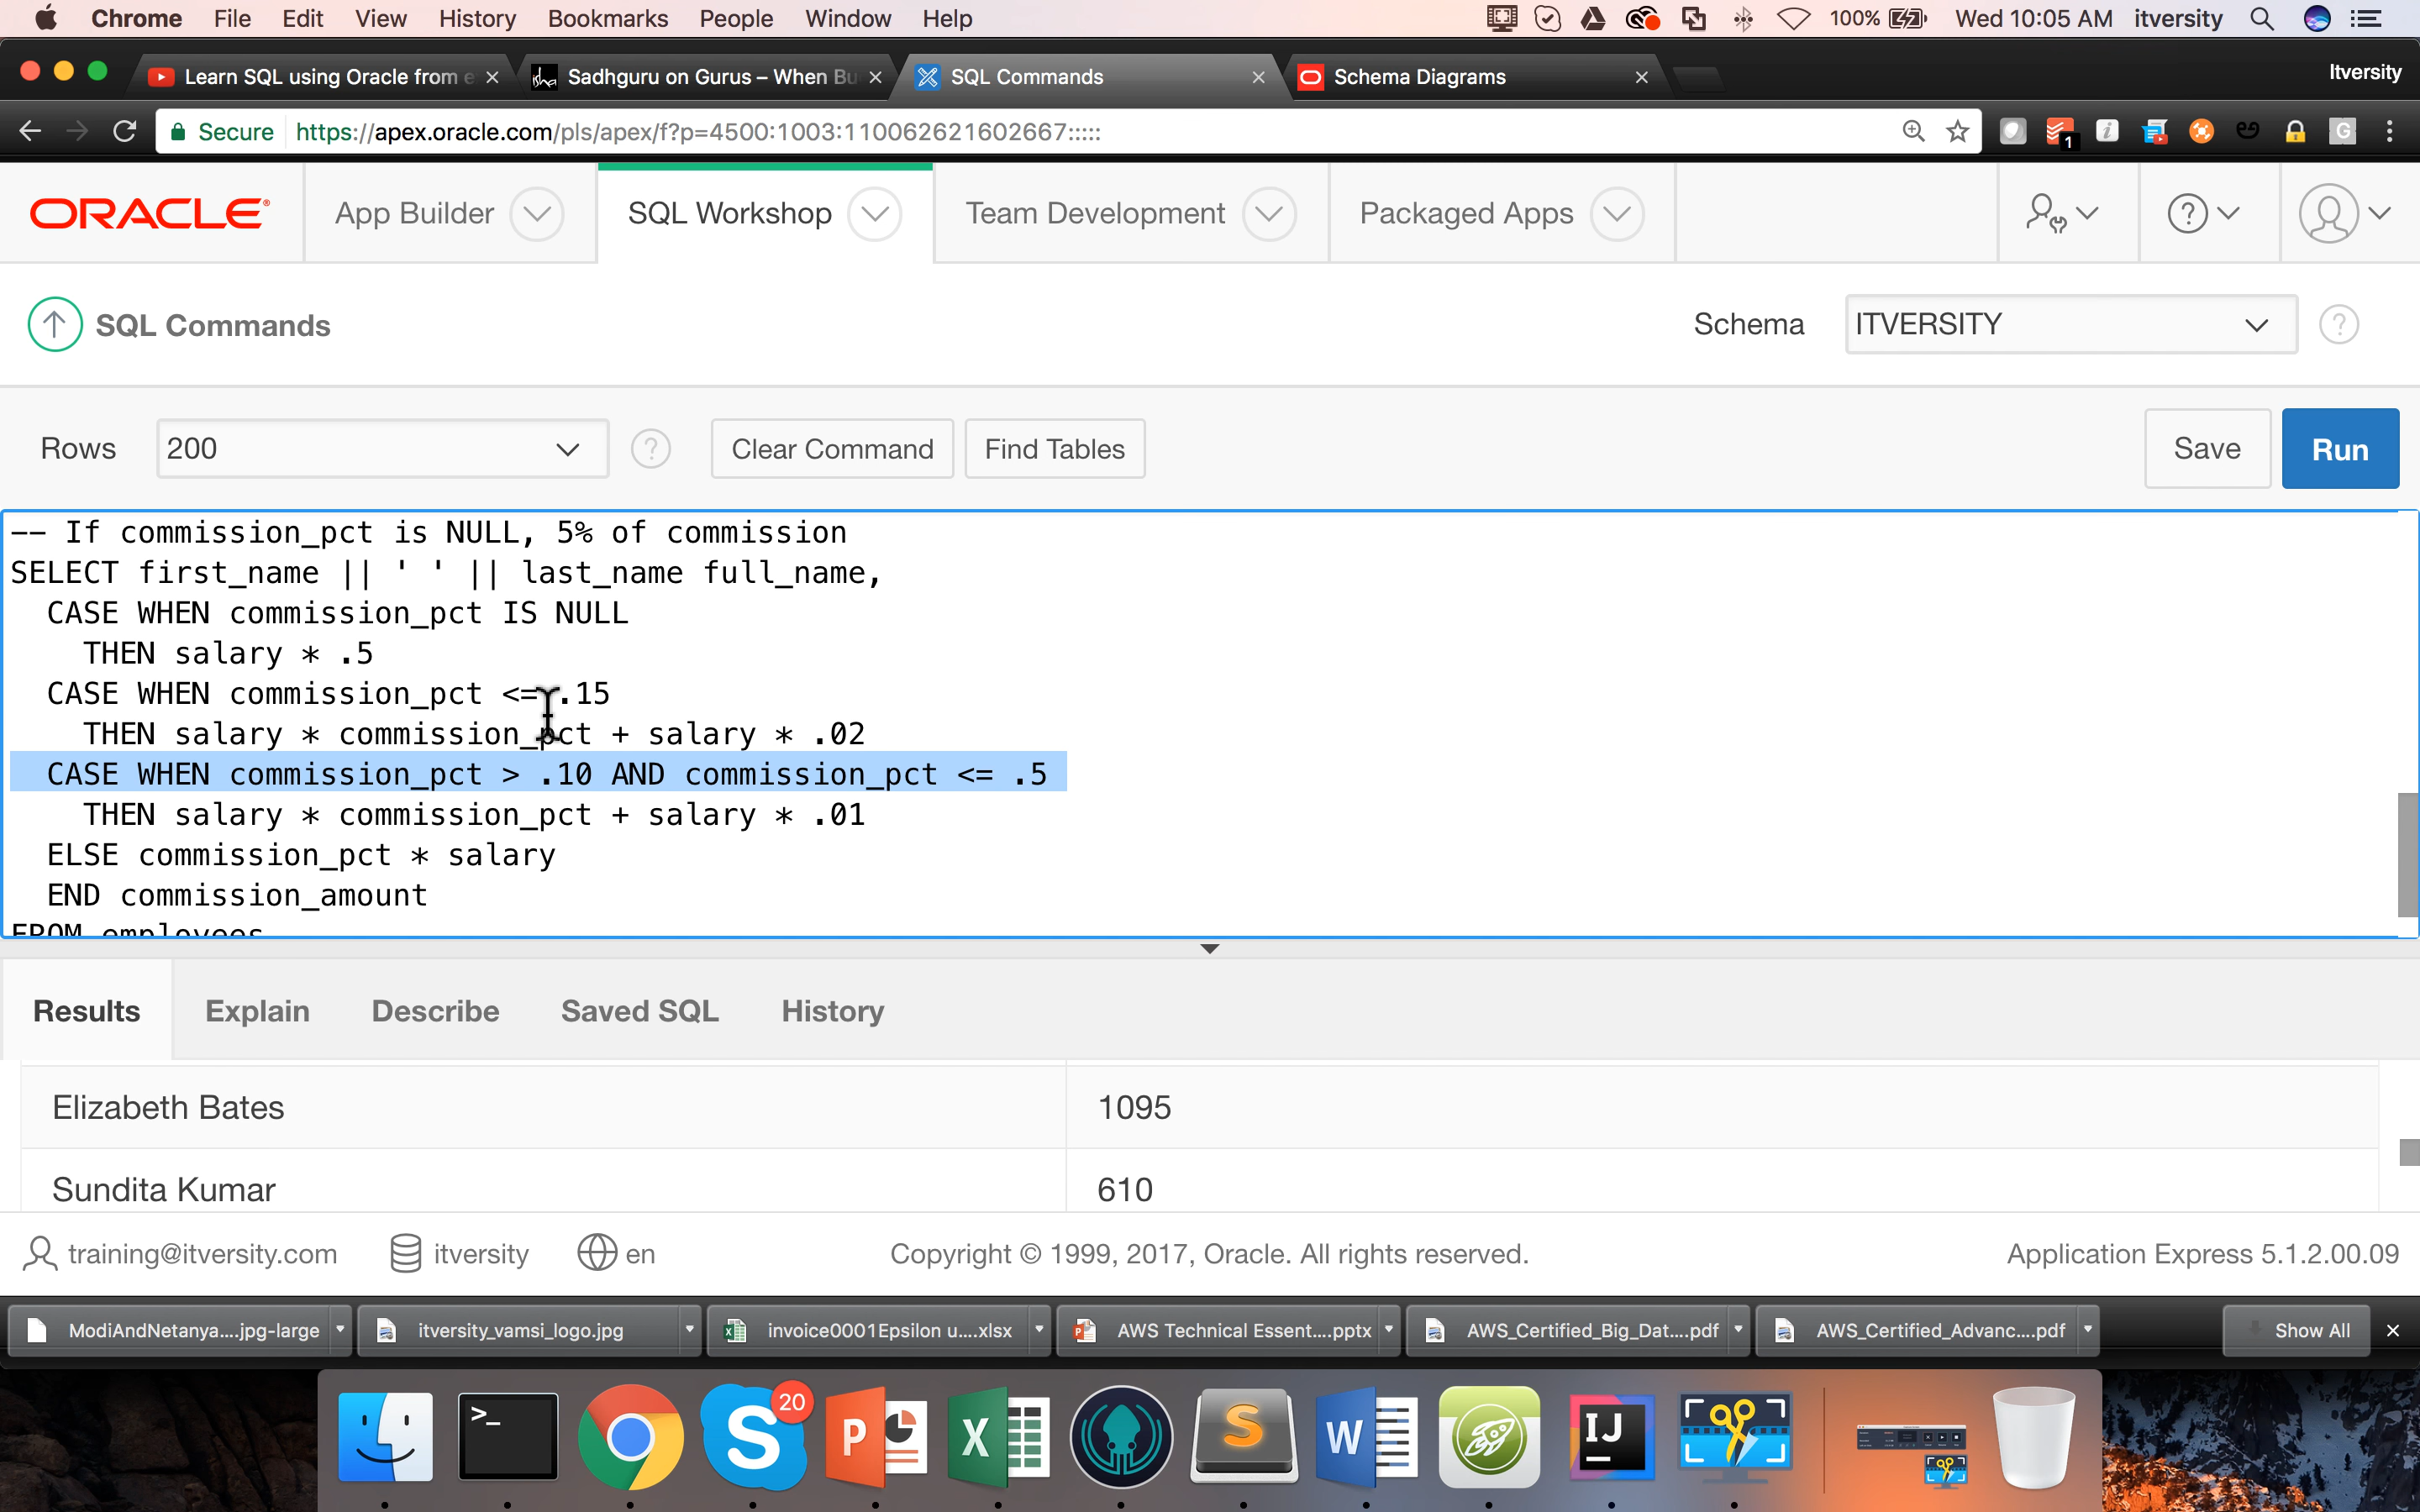 Chrome File Edit View History Bookmarks People Window Help 100% Wed 10:05 AM itversity
Learn SQL using Oracle from e Sadhguru on Gurus – When Bu SQL Commands Schema Diagrams Itversity
Secure https://apex.oracle.com/pls/apex/f?p=4500:1003:110062621602667::::: 1 G
ORACLE App Builder SQL Workshop Team Development Packaged Apps ?
SQL Commands Schema ITVERSITY ?
Rows 200 ? Clear Command Find Tables Save Run
-- If commission_pct is NULL, 5% of commission
SELECT first_name || ' ' || last_name full_name,
CASE WHEN commission_pct IS NULL
THEN salary * .5
CASE WHEN commission_pct <= .15
THEN salary * commission_pct + salary * .02
CASE WHEN commission_pct > .10 AND commission_pct <= .5
THEN salary * commission_pct + salary * .01
ELSE commission_pct * salary
END commission_amount
FROM employees
Results Explain Describe Saved SQL History
Elizabeth Bates 1095
Sundita Kumar 610
training@itversity.com itversity en Copyright © 1999, 2017, Oracle. All rights reserved. Application Express 5.1.2.00.09
ModiAndNetanya....jpg-large itversity_vamsi_logo.jpg invoice0001Epsilon u....xlsx AWS Technical Essent....pptx AWS_Certified_Big_Dat....pdf AWS_Certified_Advanc....pdf Show All
>_ S 20 P X S W IJ